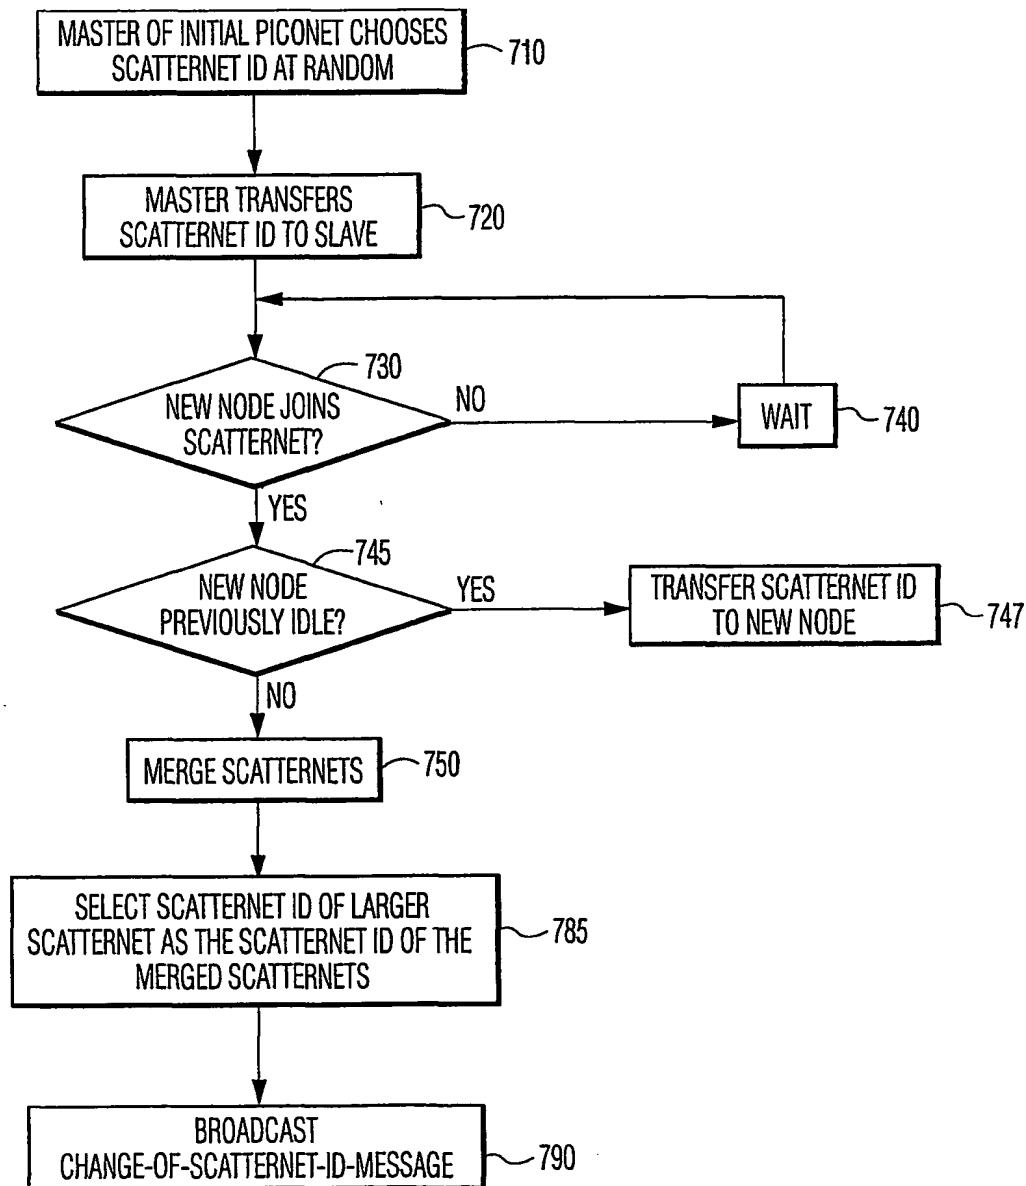 MASTER OF INITIAL PICONET CHOOSES
SCATTERNET ID AT RANDOM
710
MASTER TRANSFERS
SCATTERNET ID TO SLAVE
720
730
NEW NODE JOINS
SCATTERNET?
NO
WAIT
740
YES
745
NEW NODE
PREVIOUSLY IDLE?
YES
TRANSFER SCATTERNET ID
TO NEW NODE
747
NO
MERGE SCATTERNETS
750
SELECT SCATTERNET ID OF LARGER
SCATTERNET AS THE SCATTERNET ID OF THE
MERGED SCATTERNETS
785
BROADCAST
CHANGE-OF-SCATTERNET-ID-MESSAGE
790